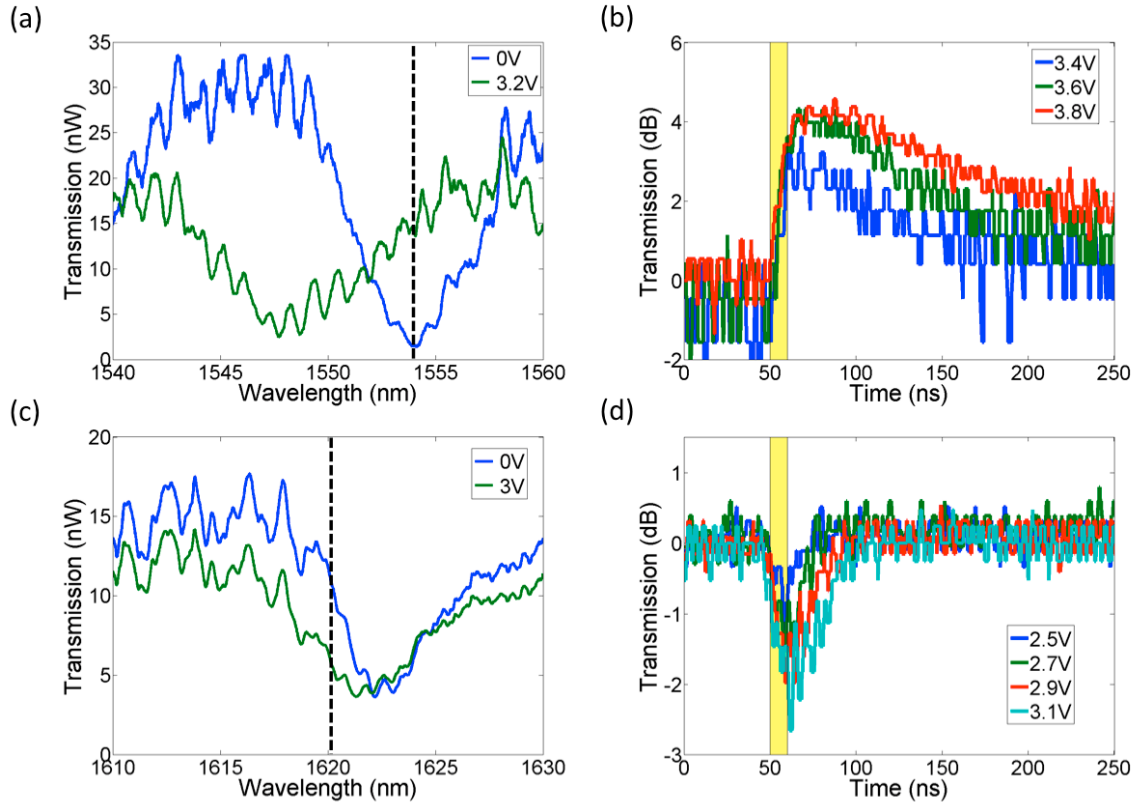 (a)
35
30
25
20
15
10
5
0
Transmission (nW)
0V
3.2V
1540 1545 1550 1555 1560
Wavelength (nm)
(b)
6
4
2
0
-2
Transmission (dB)
3.4V
3.6V
3.8V
0 50 100 150 200 250
Time (ns)
(c)
20
15
10
5
0
Transmission (nW)
0V
3V
1610 1615 1620 1625 1630
Wavelength (nm)
(d)
1
0
-1
-2
-3
Transmission (dB)
2.5V
2.7V
2.9V
3.1V
0 50 100 150 200 250
Time (ns)